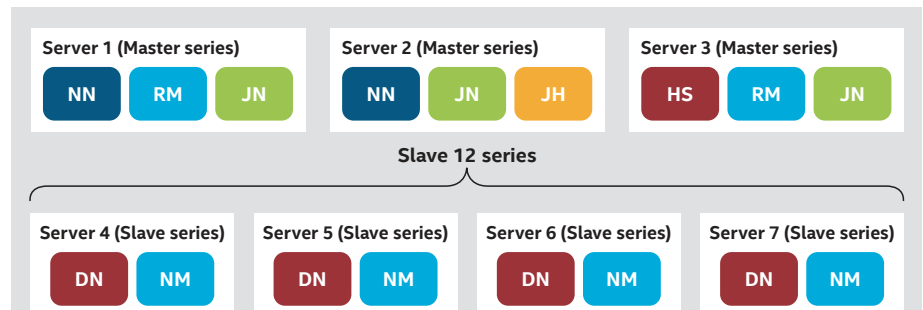 Server 1 (Master series) Server 2 (Master series) Server 3 (Master series)
NN RM JN NN JN JH HS RM JN
Slave 12 series
Server 4 (Slave series) Server 5 (Slave series) Server 6 (Slave series) Server 7 (Slave series)
DN NM DN NM DN NM DN NM